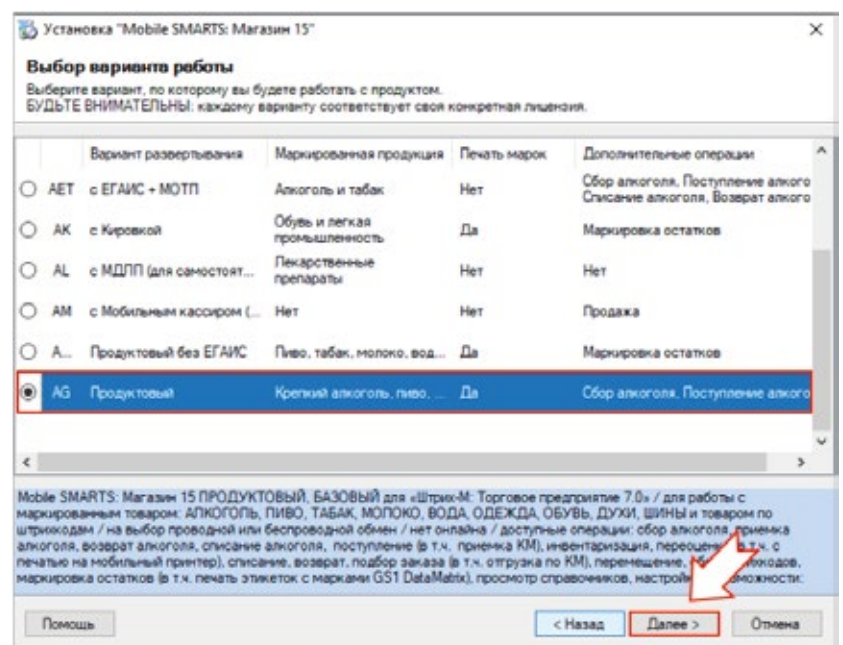 Установка "Mobile SMARTS: Магазин 15"
Выбор варианта работы
Выберите вариант, по которому вы будете работать с продуктом.
БУДЬТЕ ВНИМАТЕЛЬНЫ: каждому варианту соответствует своя конкретная лицензия.
Вариант развертывания Маркированная продукция Печать марок Дополнительные операции
AET с ЕГАИС + МОТП Алкоголь и табак Нет Сбор алкоголя, Поступление алкого
Списание алкоголя, Возврат алкого
AK с Кировкой Обувь и легкая промышленность Да Маркировка остатков
AL с МДЛП (для самостоят... Лекарственные препараты Нет Нет
AM с Мобильным кассиром (... Нет Нет Продажа
A... Продуктовый без ЕГАИС Пиво, табак, молоко, вод... Да Маркировка остатков
AG Продуктовый Крепкий алкоголь, пиво, ... Да Сбор алкоголя, Поступление алкого
Mobile SMARTS: Магазин 15 ПРОДУКТОВЫЙ, БАЗОВЫЙ для «Штрих-М: Торговое предприятие 7.0» / для работы с
маркированным товаром: АЛКОГОЛЬ, ПИВО, ТАБАК, МОЛОКО, ВОДА, ОДЕЖДА, ОБУВЬ, ДУХИ, ШИНЫ и товаром по
штрихкодам / на выбор проводной или беспроводной обмен / нет онлайна / доступные операции: сбор алкоголя, приемка
алкоголя, возврат алкоголя, списание алкоголя, поступление (в т.ч. приемка КМ), инвентаризация, в т.ч. с
печатью на мобильный принтер), списание, возврат, подбор заказа (в т.ч. отгрузка по КМ), перемещение,
маркировка остатков (в т.ч. печать этикеток с марками GS1 DataMatrix), просмотр справочников,
Помощь < Назад Далее > Отмена